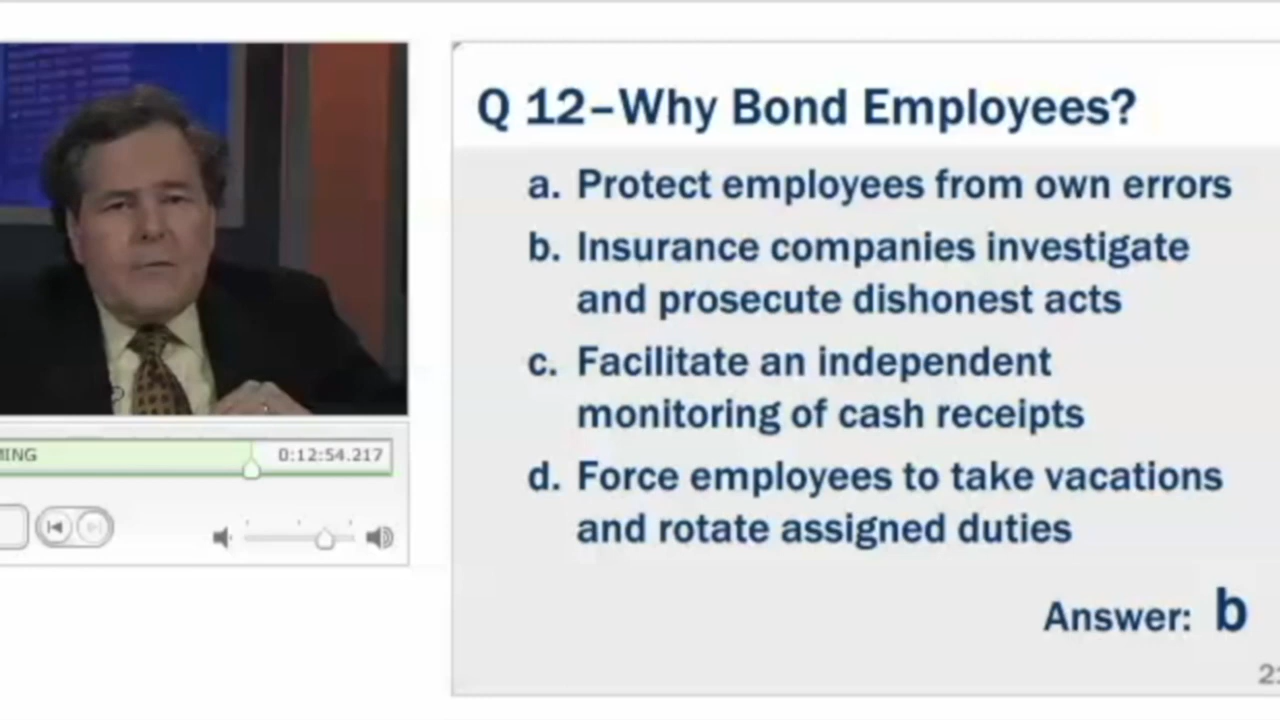 Q 12–Why Bond Employees?
a. Protect employees from own errors
b. Insurance companies investigate
and prosecute dishonest acts
c. Facilitate an independent
monitoring of cash receipts
d. Force employees to take vacations
and rotate assigned duties
Answer: b
0:12:54.217